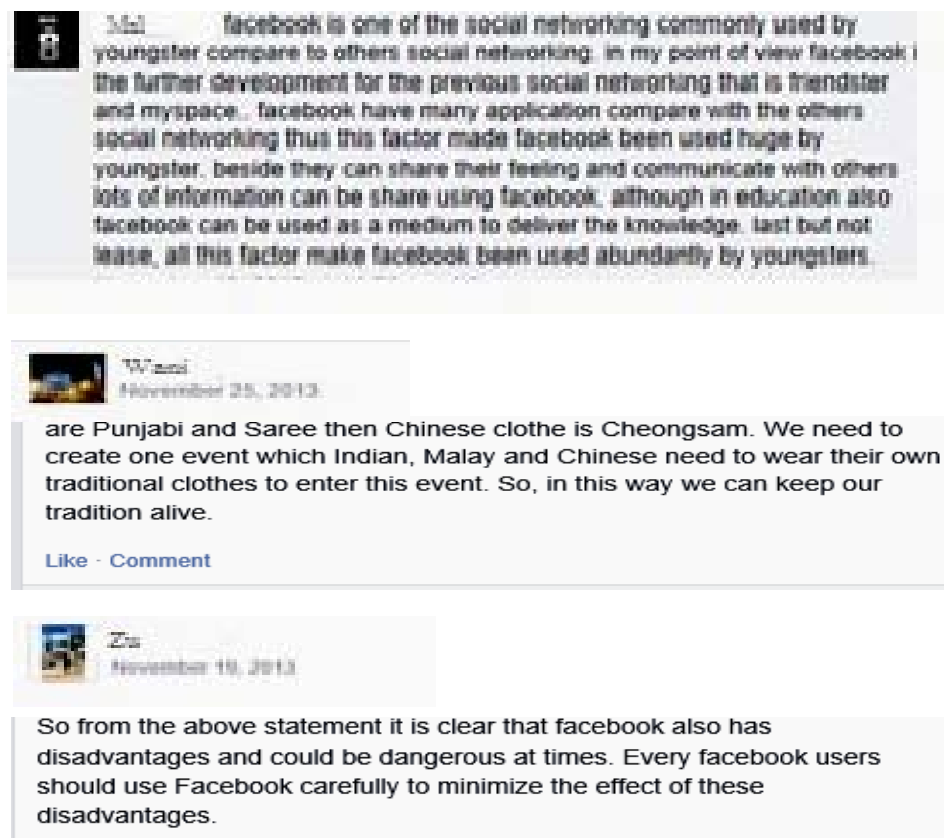 facebook is one of the social networking commonly used by
youngster compare to others social networking. in my point of view facebook i
the further development for the previous social networking that is friendster
and myspace.. facebook have many application compare with the others
social networking thus this factor made facebook been used huge by
youngster. beside they can share their feeling and communicate with others
lots of information can be share using facebook. although in education also
facebook can be used as a medium to deliver the knowledge. last but not
lease, all this factor make facebook been used abundantly by youngsters.
Wani
November 25, 2013
are Punjabi and Saree then Chinese clothe is Cheongsam. We need to
create one event which Indian, Malay and Chinese need to wear their own
traditional clothes to enter this event. So, in this way we can keep our
tradition alive.
Like · Comment
Zu
November 19, 2013
So from the above statement it is clear that facebook also has
disadvantages and could be dangerous at times. Every facebook users
should use Facebook carefully to minimize the effect of these
disadvantages.